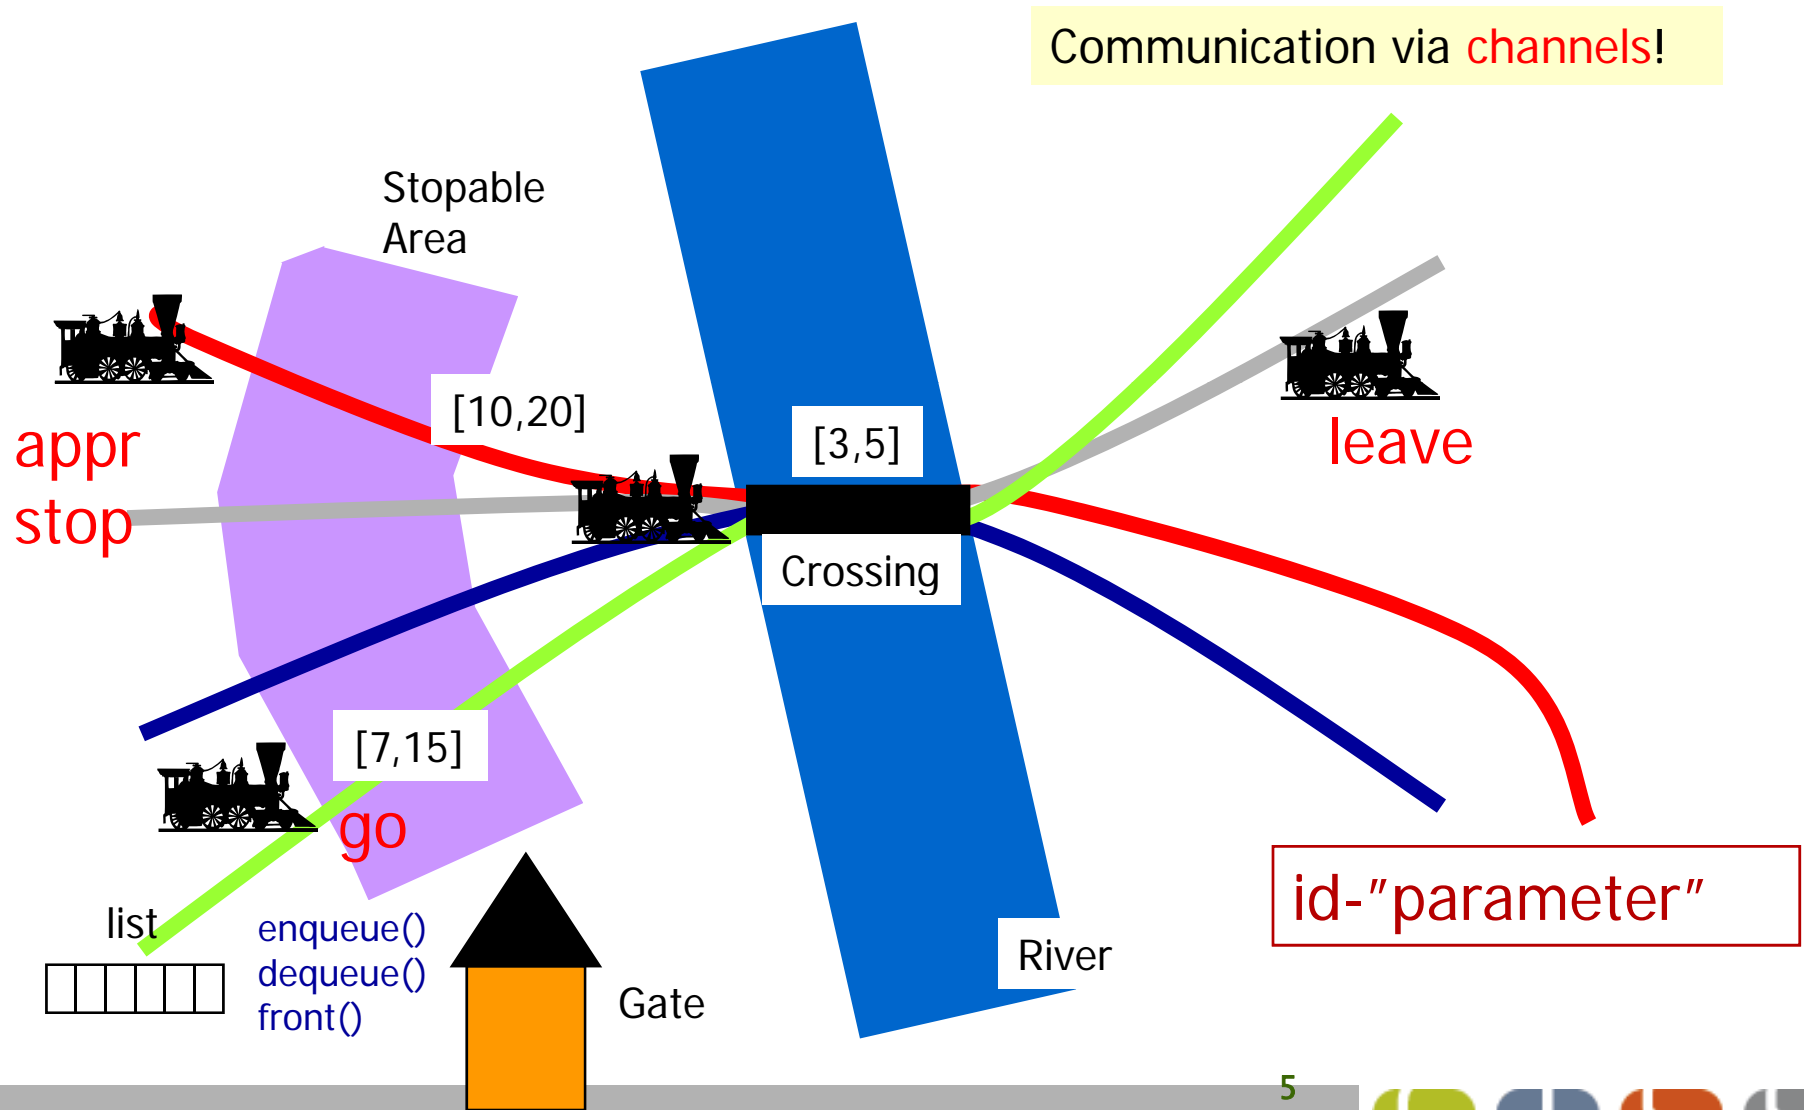 Communication via channels!
Stopable
Area
[10,20]
[3,5]
appr
stop
leave
Crossing
[7,15]
go
id-"parameter"
list
enqueue()
dequeue()
front()
Gate
River
5